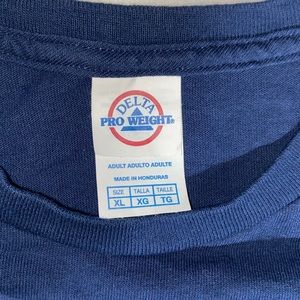 DELTA
PRO WEIGHT®
ADULT ADULTO ADULTE
MADE IN HONDURAS
SIZE TALLA TAILLE
XL XG TG